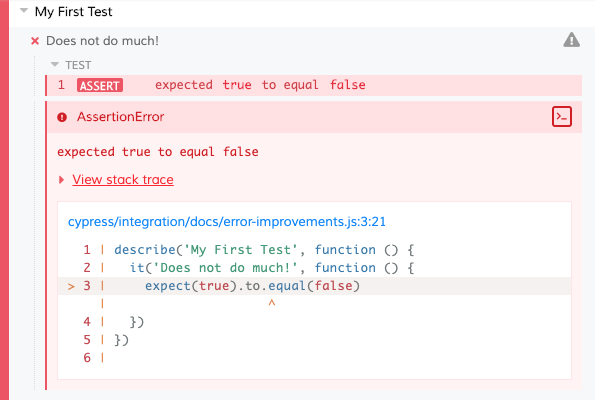 My First Test
Does not do much!
TEST
1 ASSERT expected true to equal false
AssertionError
>_
expected true to equal false
View stack trace
cypress/integration/docs/error-improvements.js:3:21
1 | describe('My First Test', function () {
2 |   it('Does not do much!', function () {
> 3 |     expect(true).to.equal(false)
|                     ^
4 |   })
5 | })
6 |